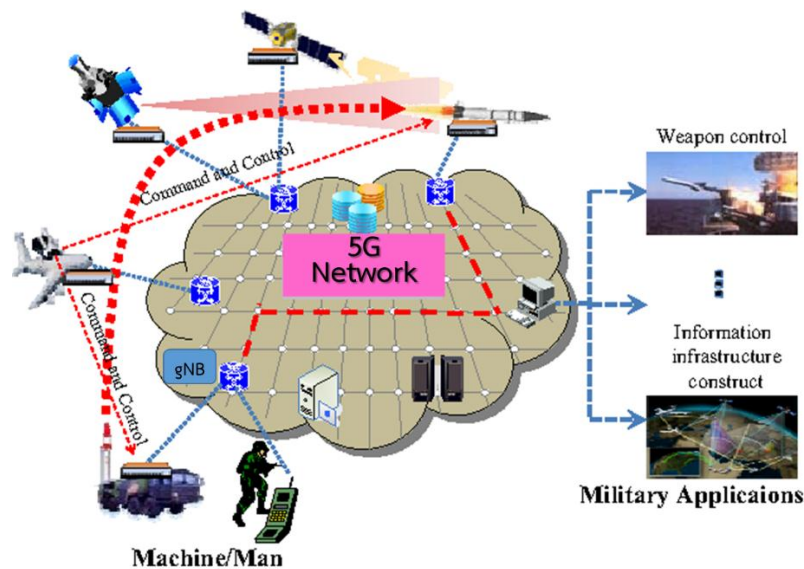 Command and Control
Weapon control
5G
Network
Command and Control
Information
infrastructure
construct
gNB
Military Applicaions
Machine/Man